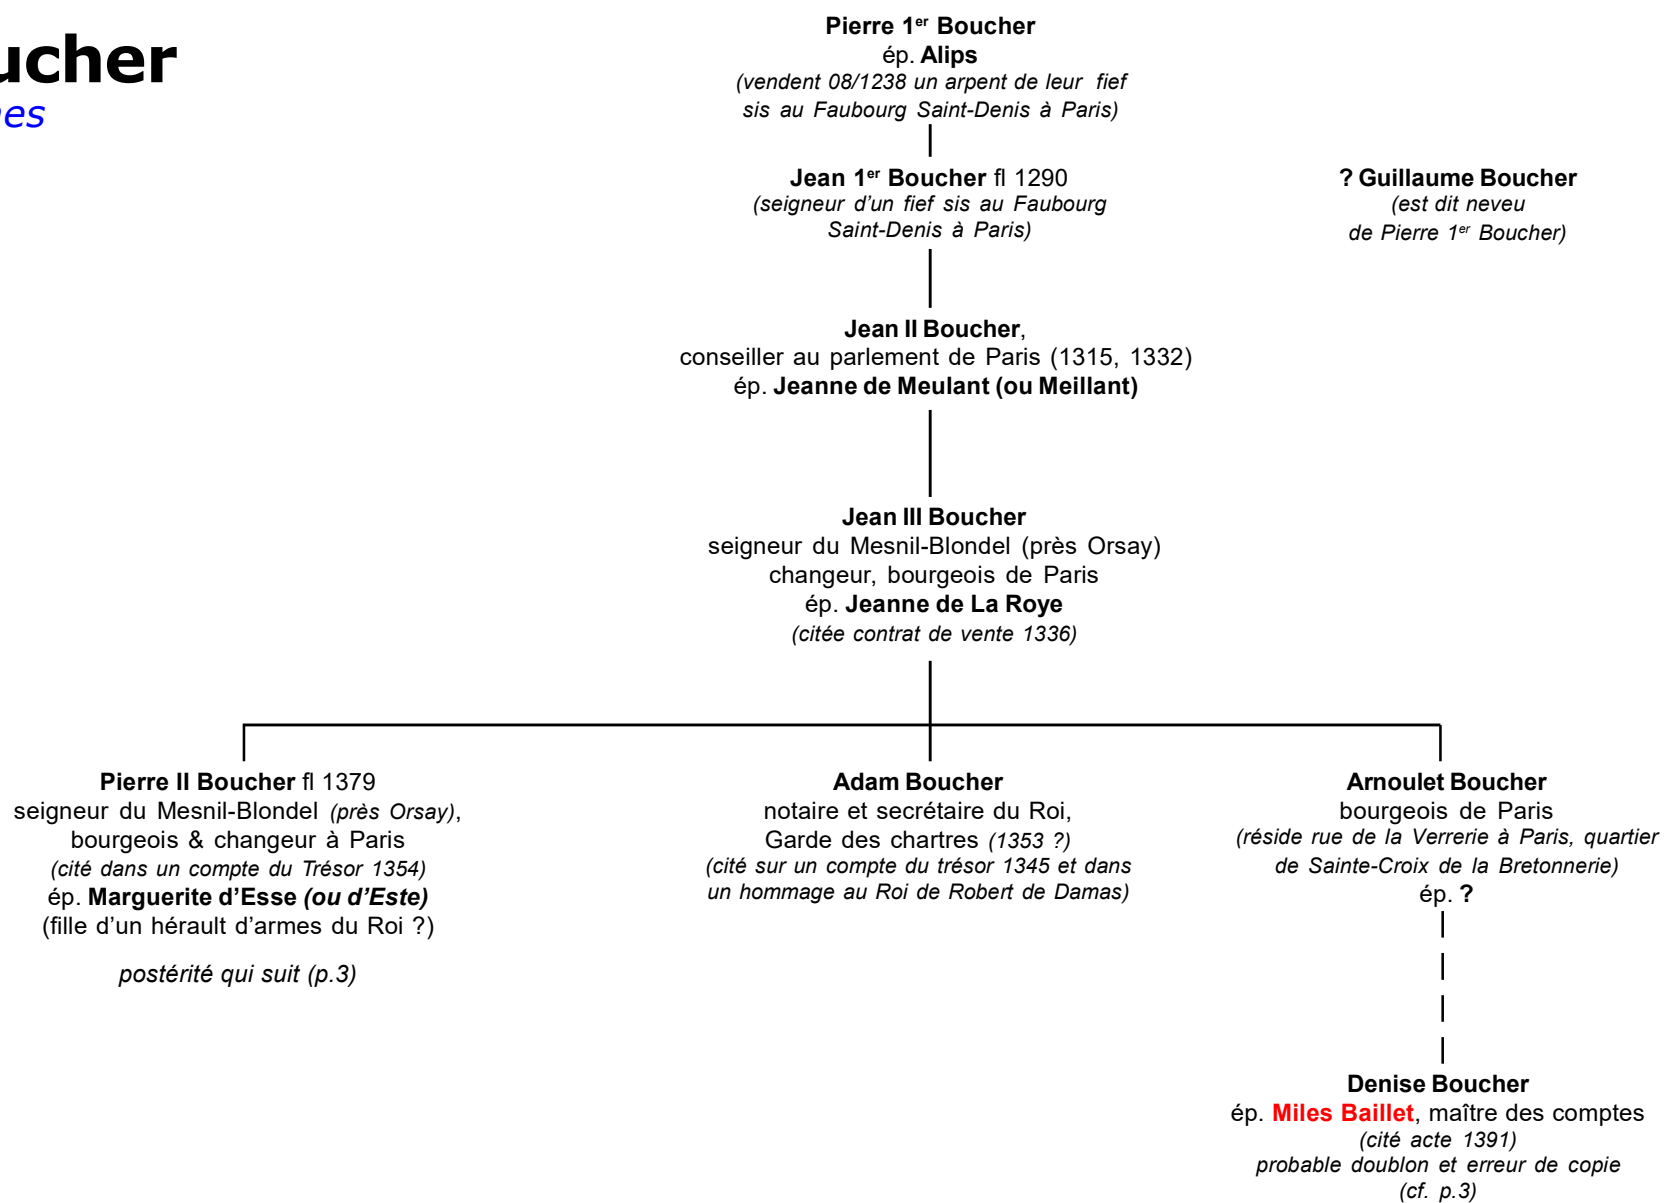 ucher
es
Pierre 1er Boucher
ép. Alips
(vendent 08/1238 un arpent de leur fief
sis au Faubourg Saint-Denis à Paris)
Jean 1er Boucher fl 1290
(seigneur d'un fief sis au Faubourg
Saint-Denis à Paris)
? Guillaume Boucher
(est dit neveu
de Pierre 1er Boucher)
Jean II Boucher,
conseiller au parlement de Paris (1315, 1332)
ép. Jeanne de Meulant (ou Meillant)
Jean III Boucher
seigneur du Mesnil-Blondel (près Orsay)
changeur, bourgeois de Paris
ép. Jeanne de La Roye
(citée contrat de vente 1336)
Pierre II Boucher fl 1379
seigneur du Mesnil-Blondel (près Orsay),
bourgeois & changeur à Paris
(cité dans un compte du Trésor 1354)
ép. Marguerite d'Esse (ou d'Este)
(fille d'un hérault d'armes du Roi ?)
postérité qui suit (p.3)
Adam Boucher
notaire et secrétaire du Roi,
Garde des chartres (1353 ?)
(cité sur un compte du trésor 1345 et dans
un hommage au Roi de Robert de Damas)
Arnoulet Boucher
bourgeois de Paris
(réside rue de la Verrerie à Paris, quartier
de Sainte-Croix de la Bretonnerie)
ép. ?
Denise Boucher
ép. Miles Baillet, maître des comptes
(cité acte 1391)
probable doublon et erreur de copie
(cf. p.3)